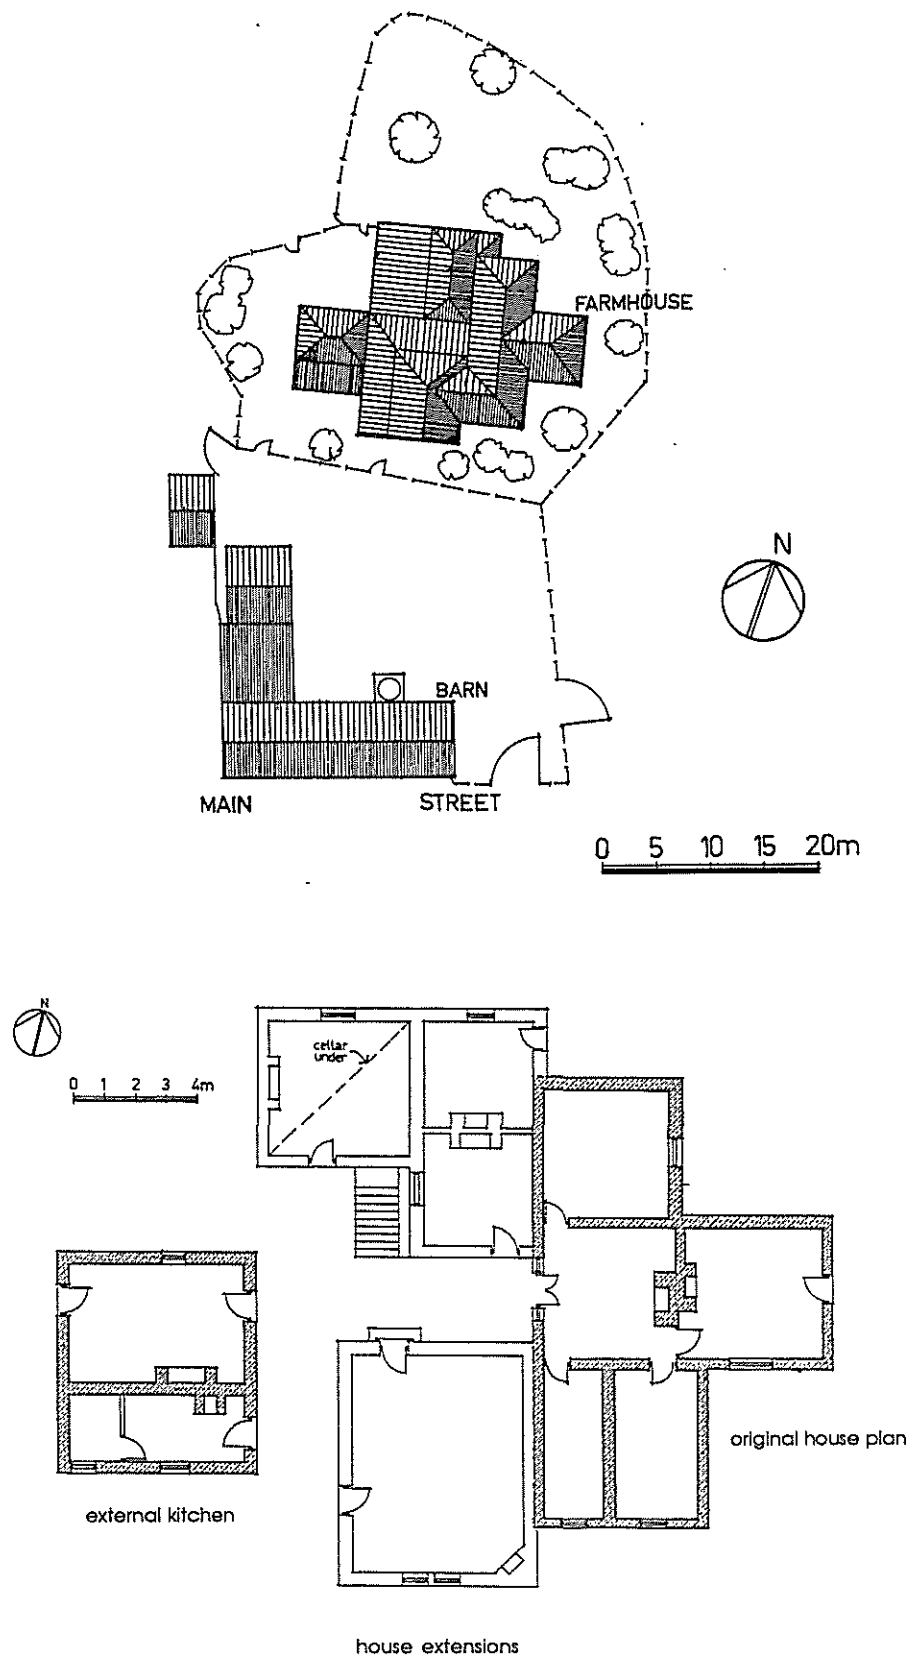 FARMHOUSE
N
BARN
MAIN STREET
0 5 10 15 20m
N
cellar
under
0 1 2 3 4m
original house plan
external kitchen
house extensions